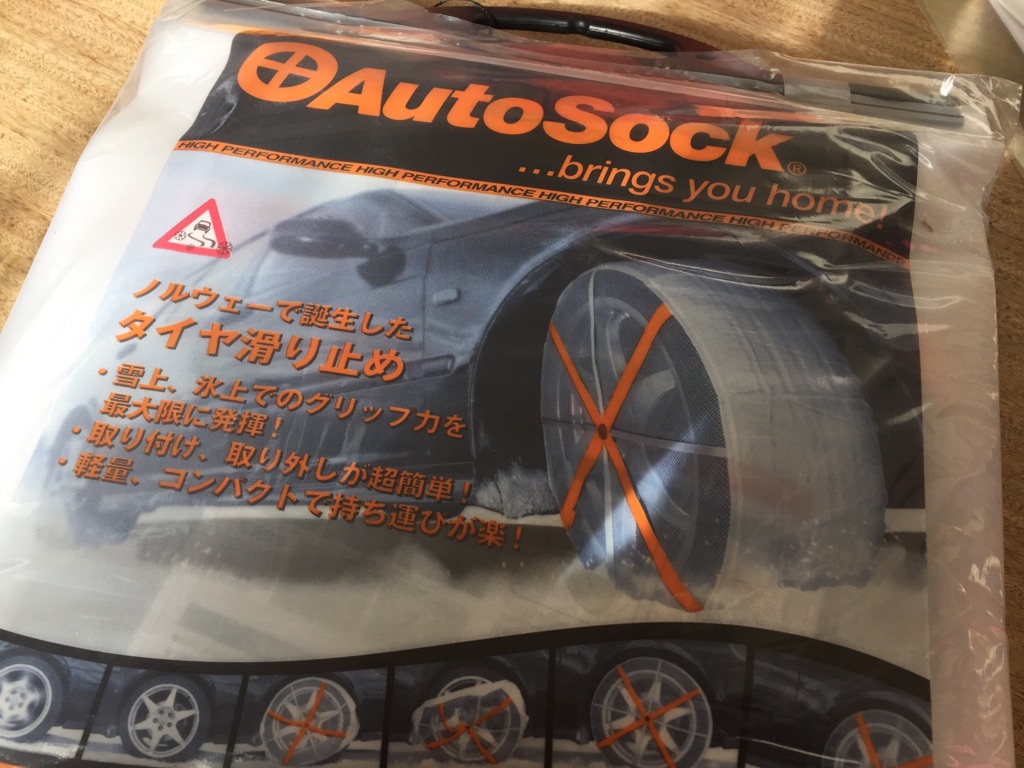 AutoSock®
...brings you home!
HIGH PERFORMANCE HIGH PERFORMANCE HIGH PERFORMANCE HIGH PERFORMANCE
ノルウェーで誕生した
タイヤ滑り止め
・雪上、氷上でのグリップ力を
最大限に発揮！
・取り付け、取り外しが超簡単！
・軽量、コンパクトで持ち運びが楽！